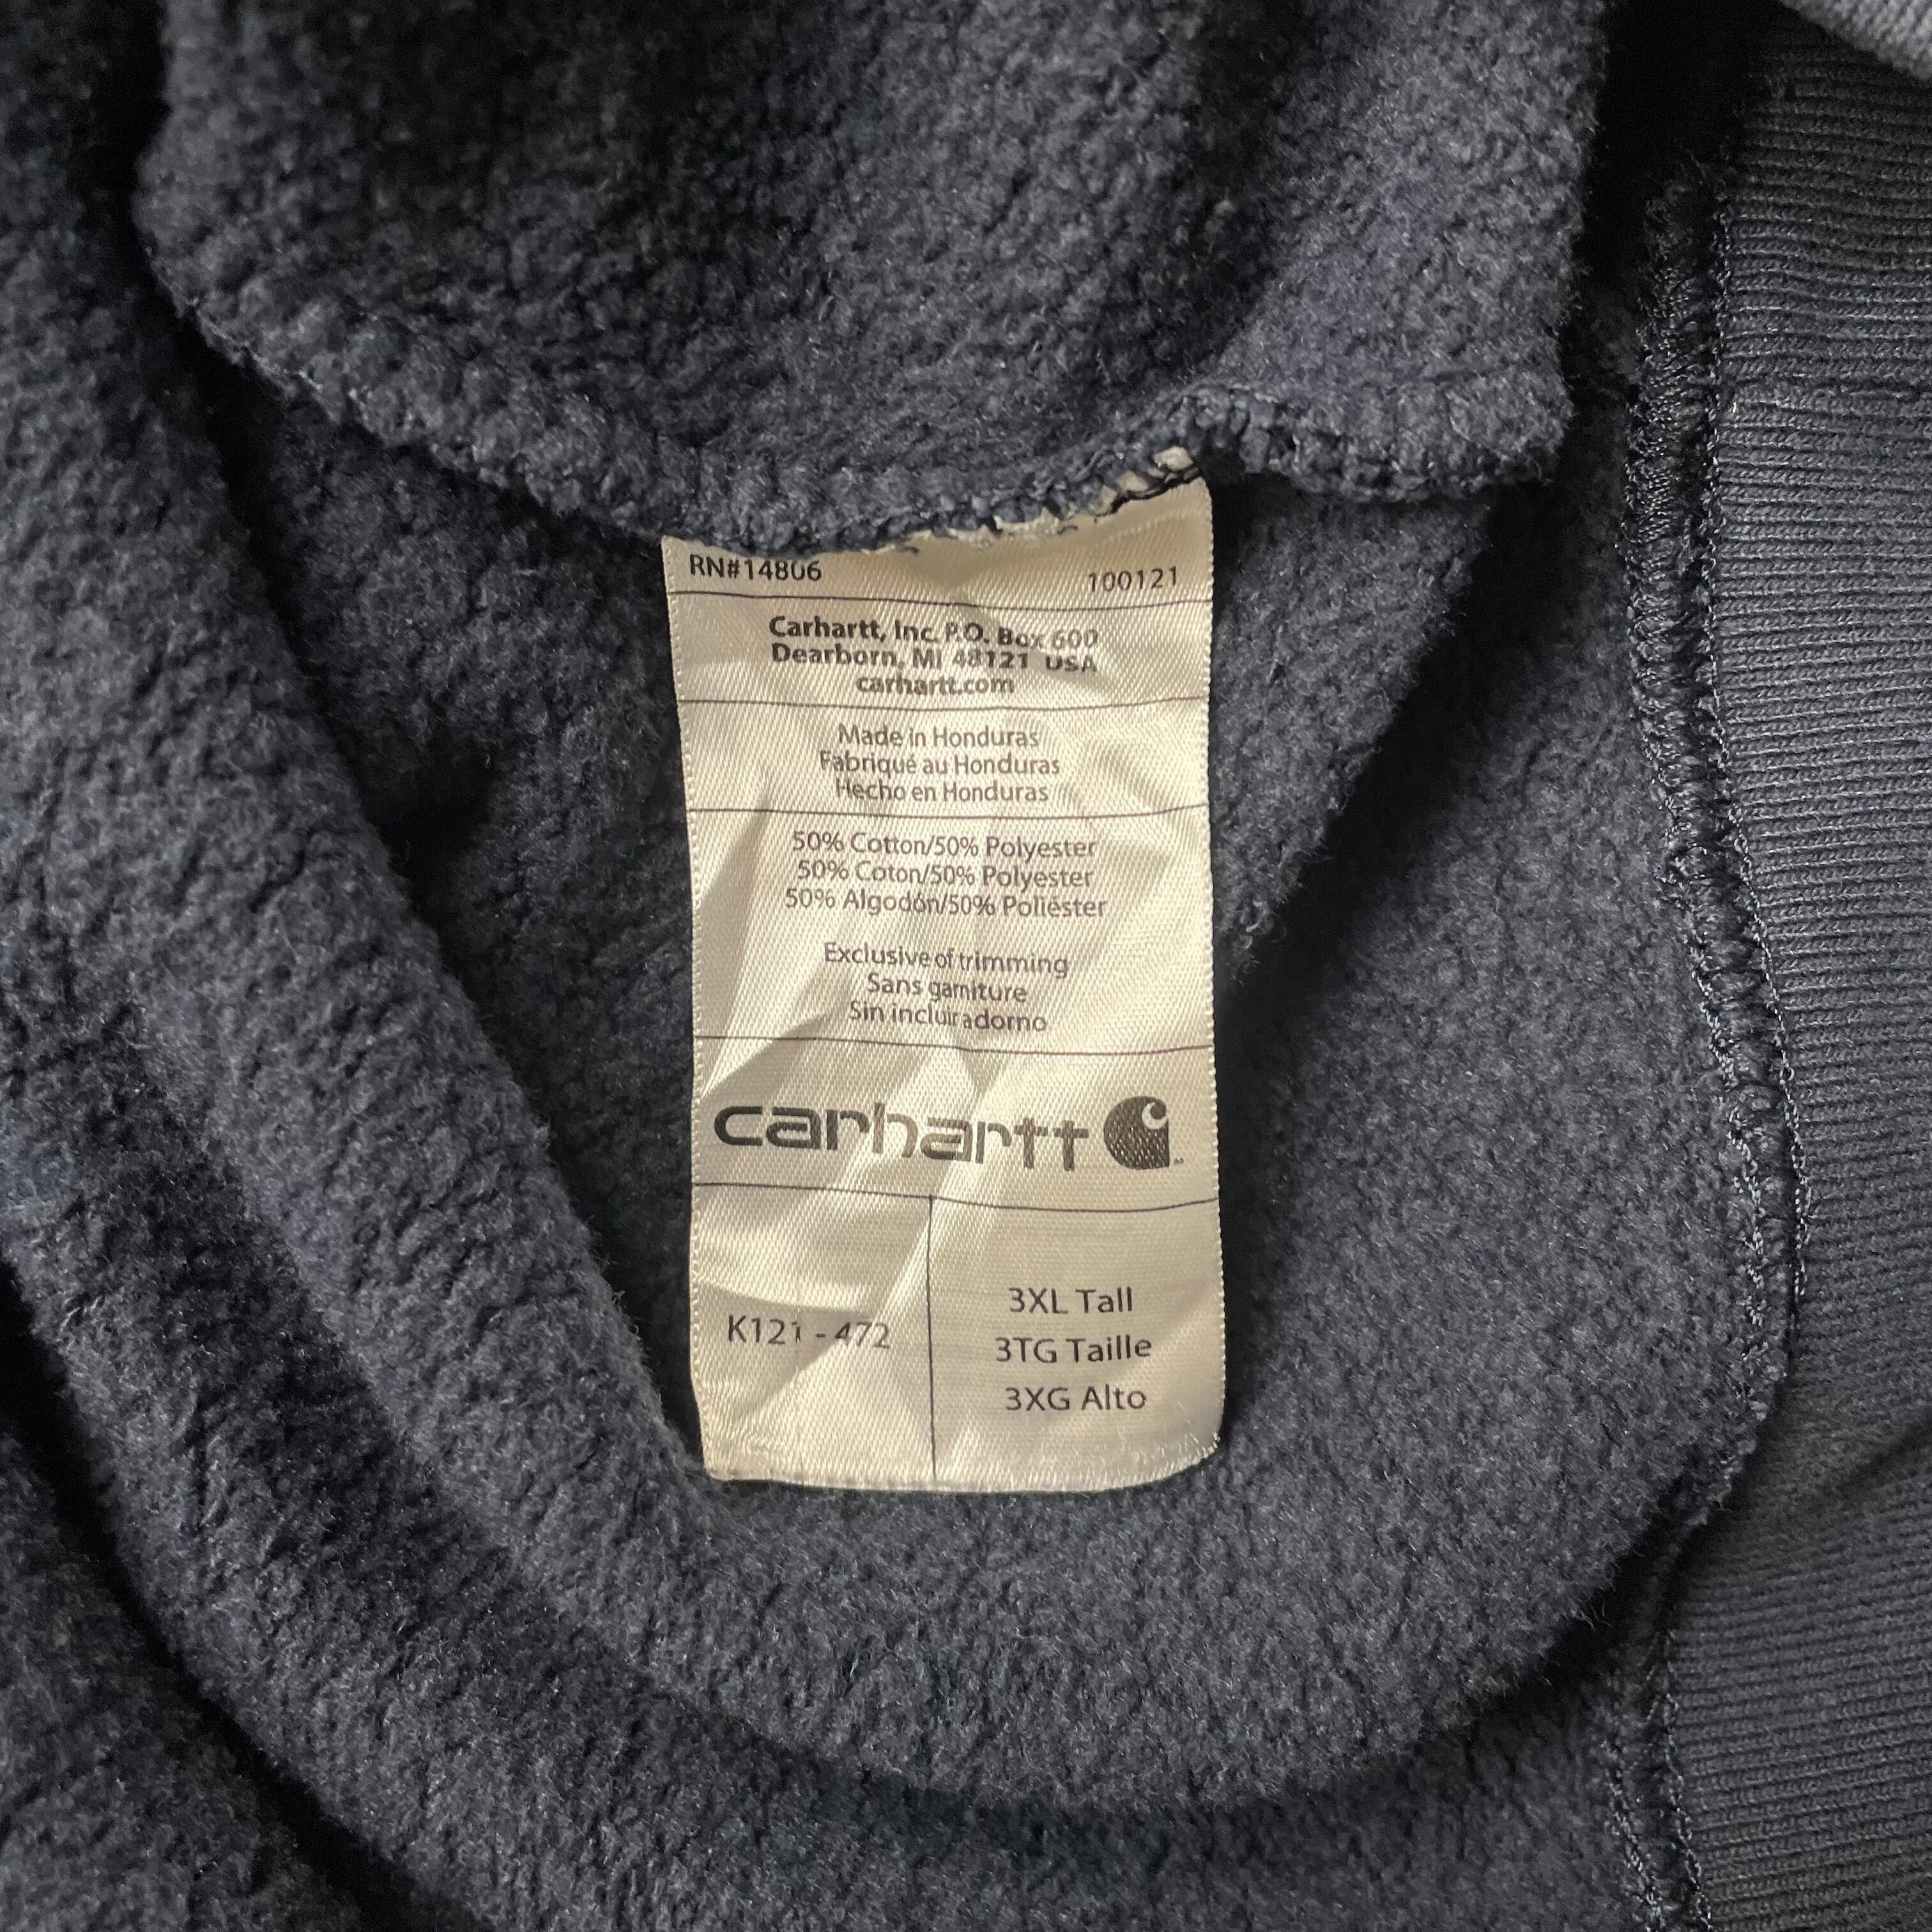 RN#14806 100121
Carhartt, Inc. P.O. Box 600
Dearborn, MI 48121 USA
carhartt.com
Made in Honduras
Fabriqué au Honduras
Hecho en Honduras
50% Cotton/50% Polyester
50% Coton/50% Polyester
50% Algodón/50% Poliéster
Exclusive of trimming
Sans garniture
Sin incluir adorno
carhartt
K121 - 472
3XL Tall
3TG Taille
3XG Alto